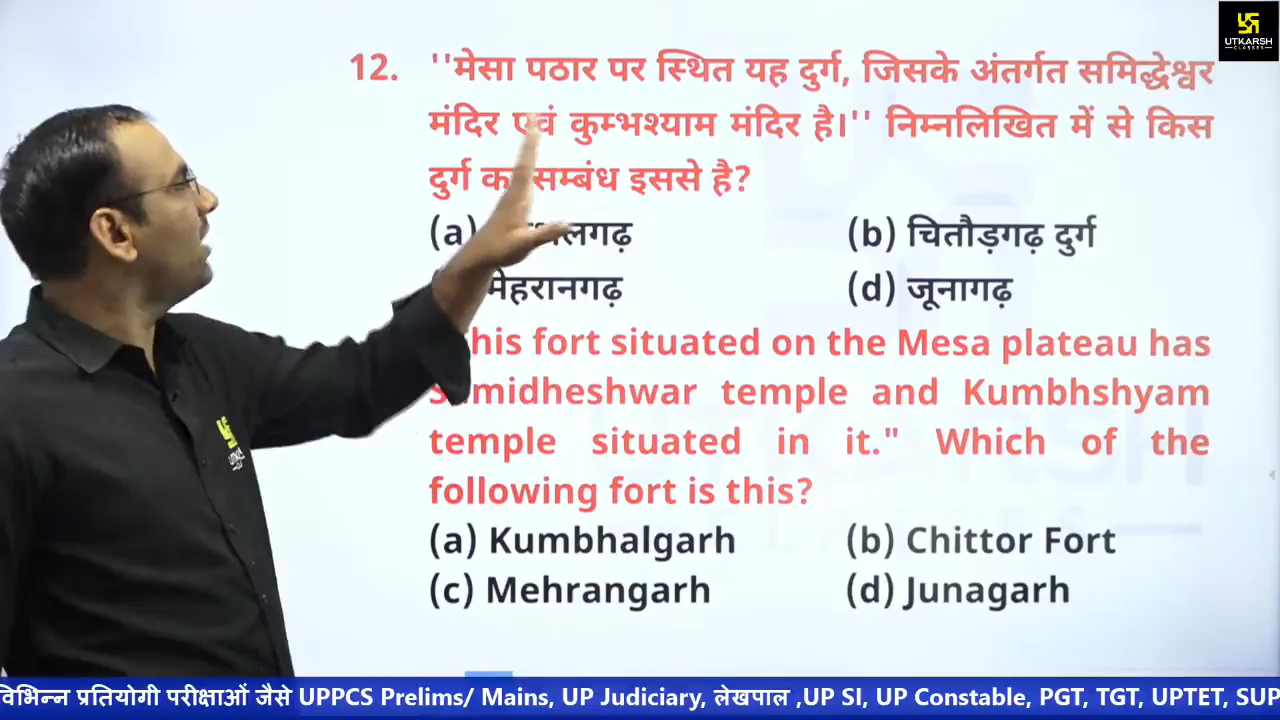 UTKARSH
CLASSES
12. ''मेसा पठार पर स्थित यह दुर्ग, जिसके अंतर्गत समिद्धेश्वर
मंदिर एवं कुम्भश्याम मंदिर है।'' निम्नलिखित में से किस
दुर्ग का सम्बंध इससे है?
(a)
(b) चितौड़गढ़ दुर्ग
मेहरानगढ़
(d) जूनागढ़
his fort situated on the Mesa plateau has
Samidheshwar temple and Kumbhshyam
temple situated in it." Which of the
following fort is this?
(a) Kumbhalgarh
(b) Chittor Fort
(c) Mehrangarh
(d) Junagarh
विभिन्न प्रतियोगी परीक्षाओं जैसे UPPCS Prelims/ Mains, UP Judiciary, लेखपाल ,UP SI, UP Constable, PGT, TGT, UPTET, SUP